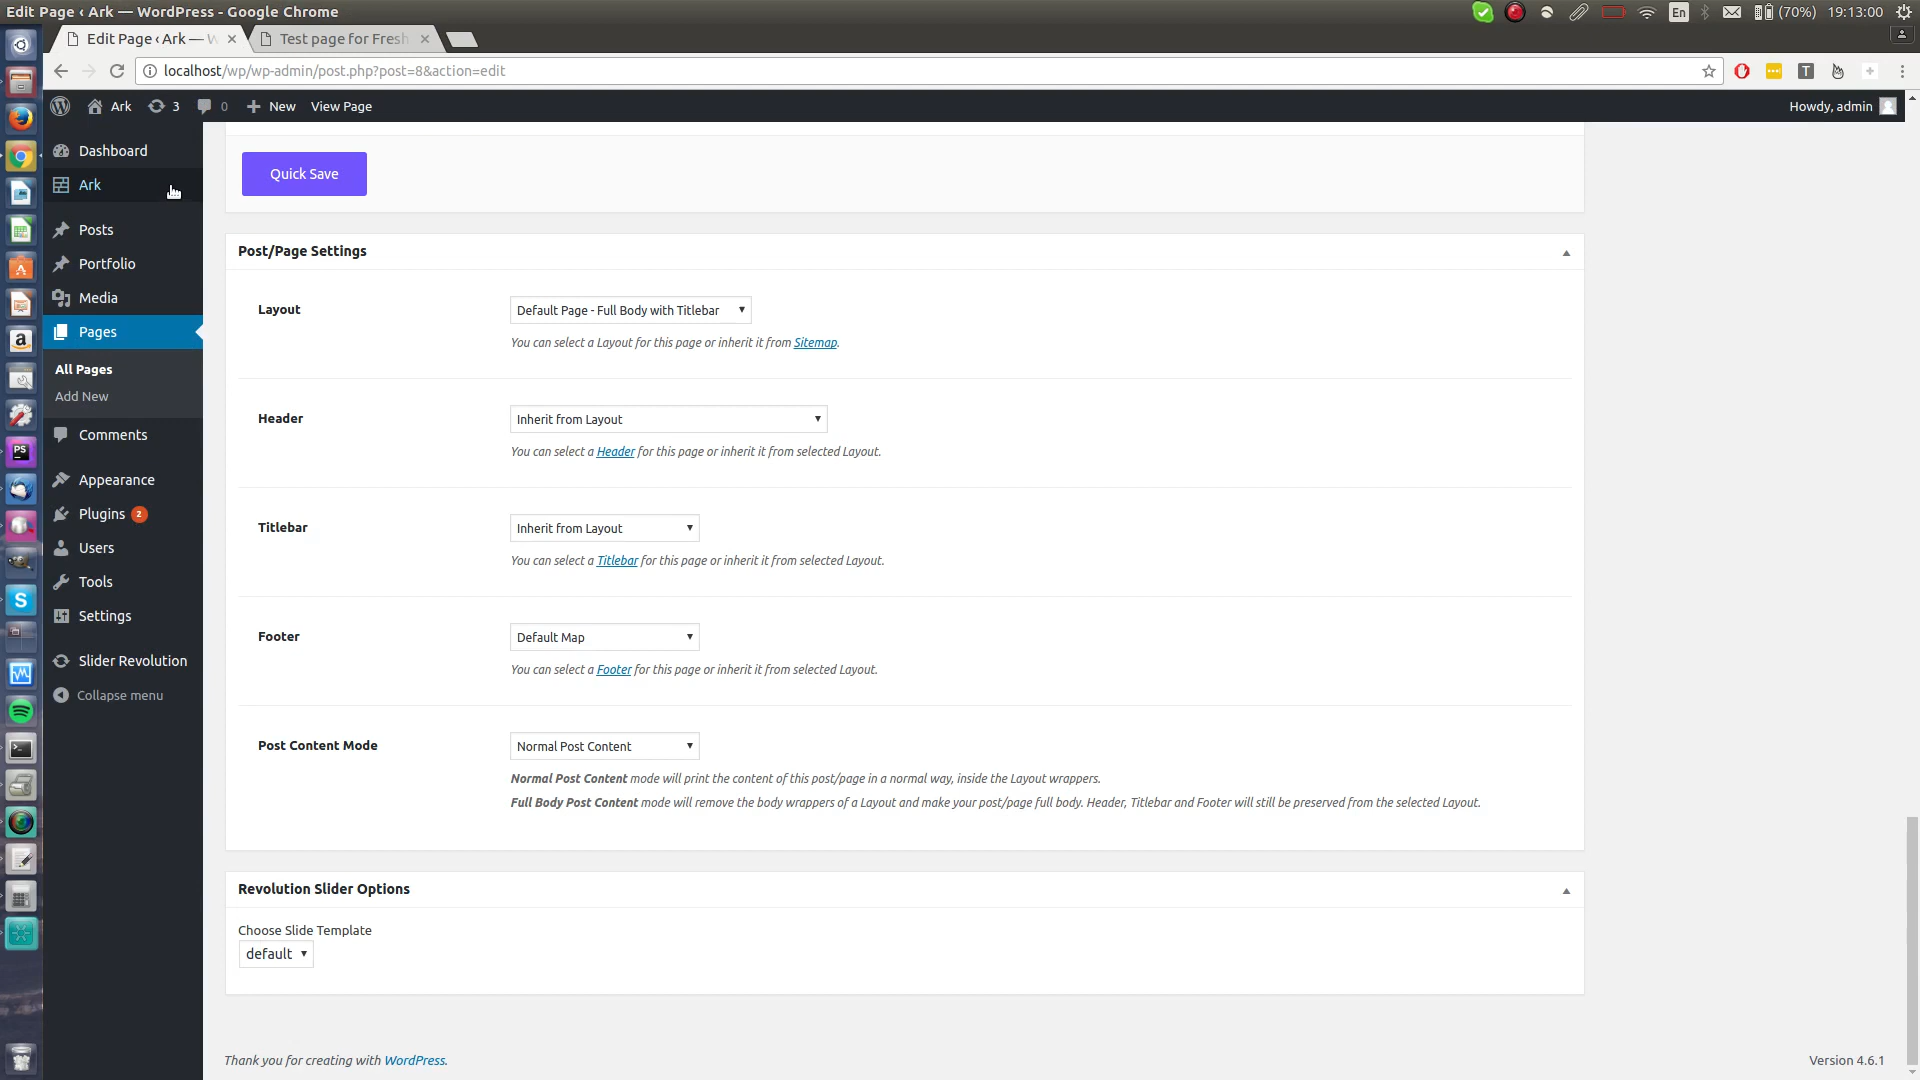 Edit Page ‹ Ark — WordPress - Google Chrome
En
(70%)
19:13:00
Edit Page ‹ Ark — W
Test page for Fresh
localhost/wp/wp-admin/post.php?post=8&action=edit
Ark
3
0
New
View Page
Howdy, admin
Dashboard
Ark
Posts
Portfolio
Media
Pages
All Pages
Add New
Comments
Appearance
Plugins 2
Users
Tools
Settings
Slider Revolution
Collapse menu
Quick Save
Post/Page Settings
Layout
Default Page - Full Body with Titlebar
You can select a Layout for this page or inherit it from Sitemap.
Header
Inherit from Layout
You can select a Header for this page or inherit it from selected Layout.
Titlebar
Inherit from Layout
You can select a Titlebar for this page or inherit it from selected Layout.
Footer
Default Map
You can select a Footer for this page or inherit it from selected Layout.
Post Content Mode
Normal Post Content
Normal Post Content mode will print the content of this post/page in a normal way, inside the Layout wrappers.
Full Body Post Content mode will remove the body wrappers of a Layout and make your post/page full body. Header, Titlebar and Footer will still be preserved from the selected Layout.
Revolution Slider Options
Choose Slide Template
default
Thank you for creating with WordPress.
Version 4.6.1